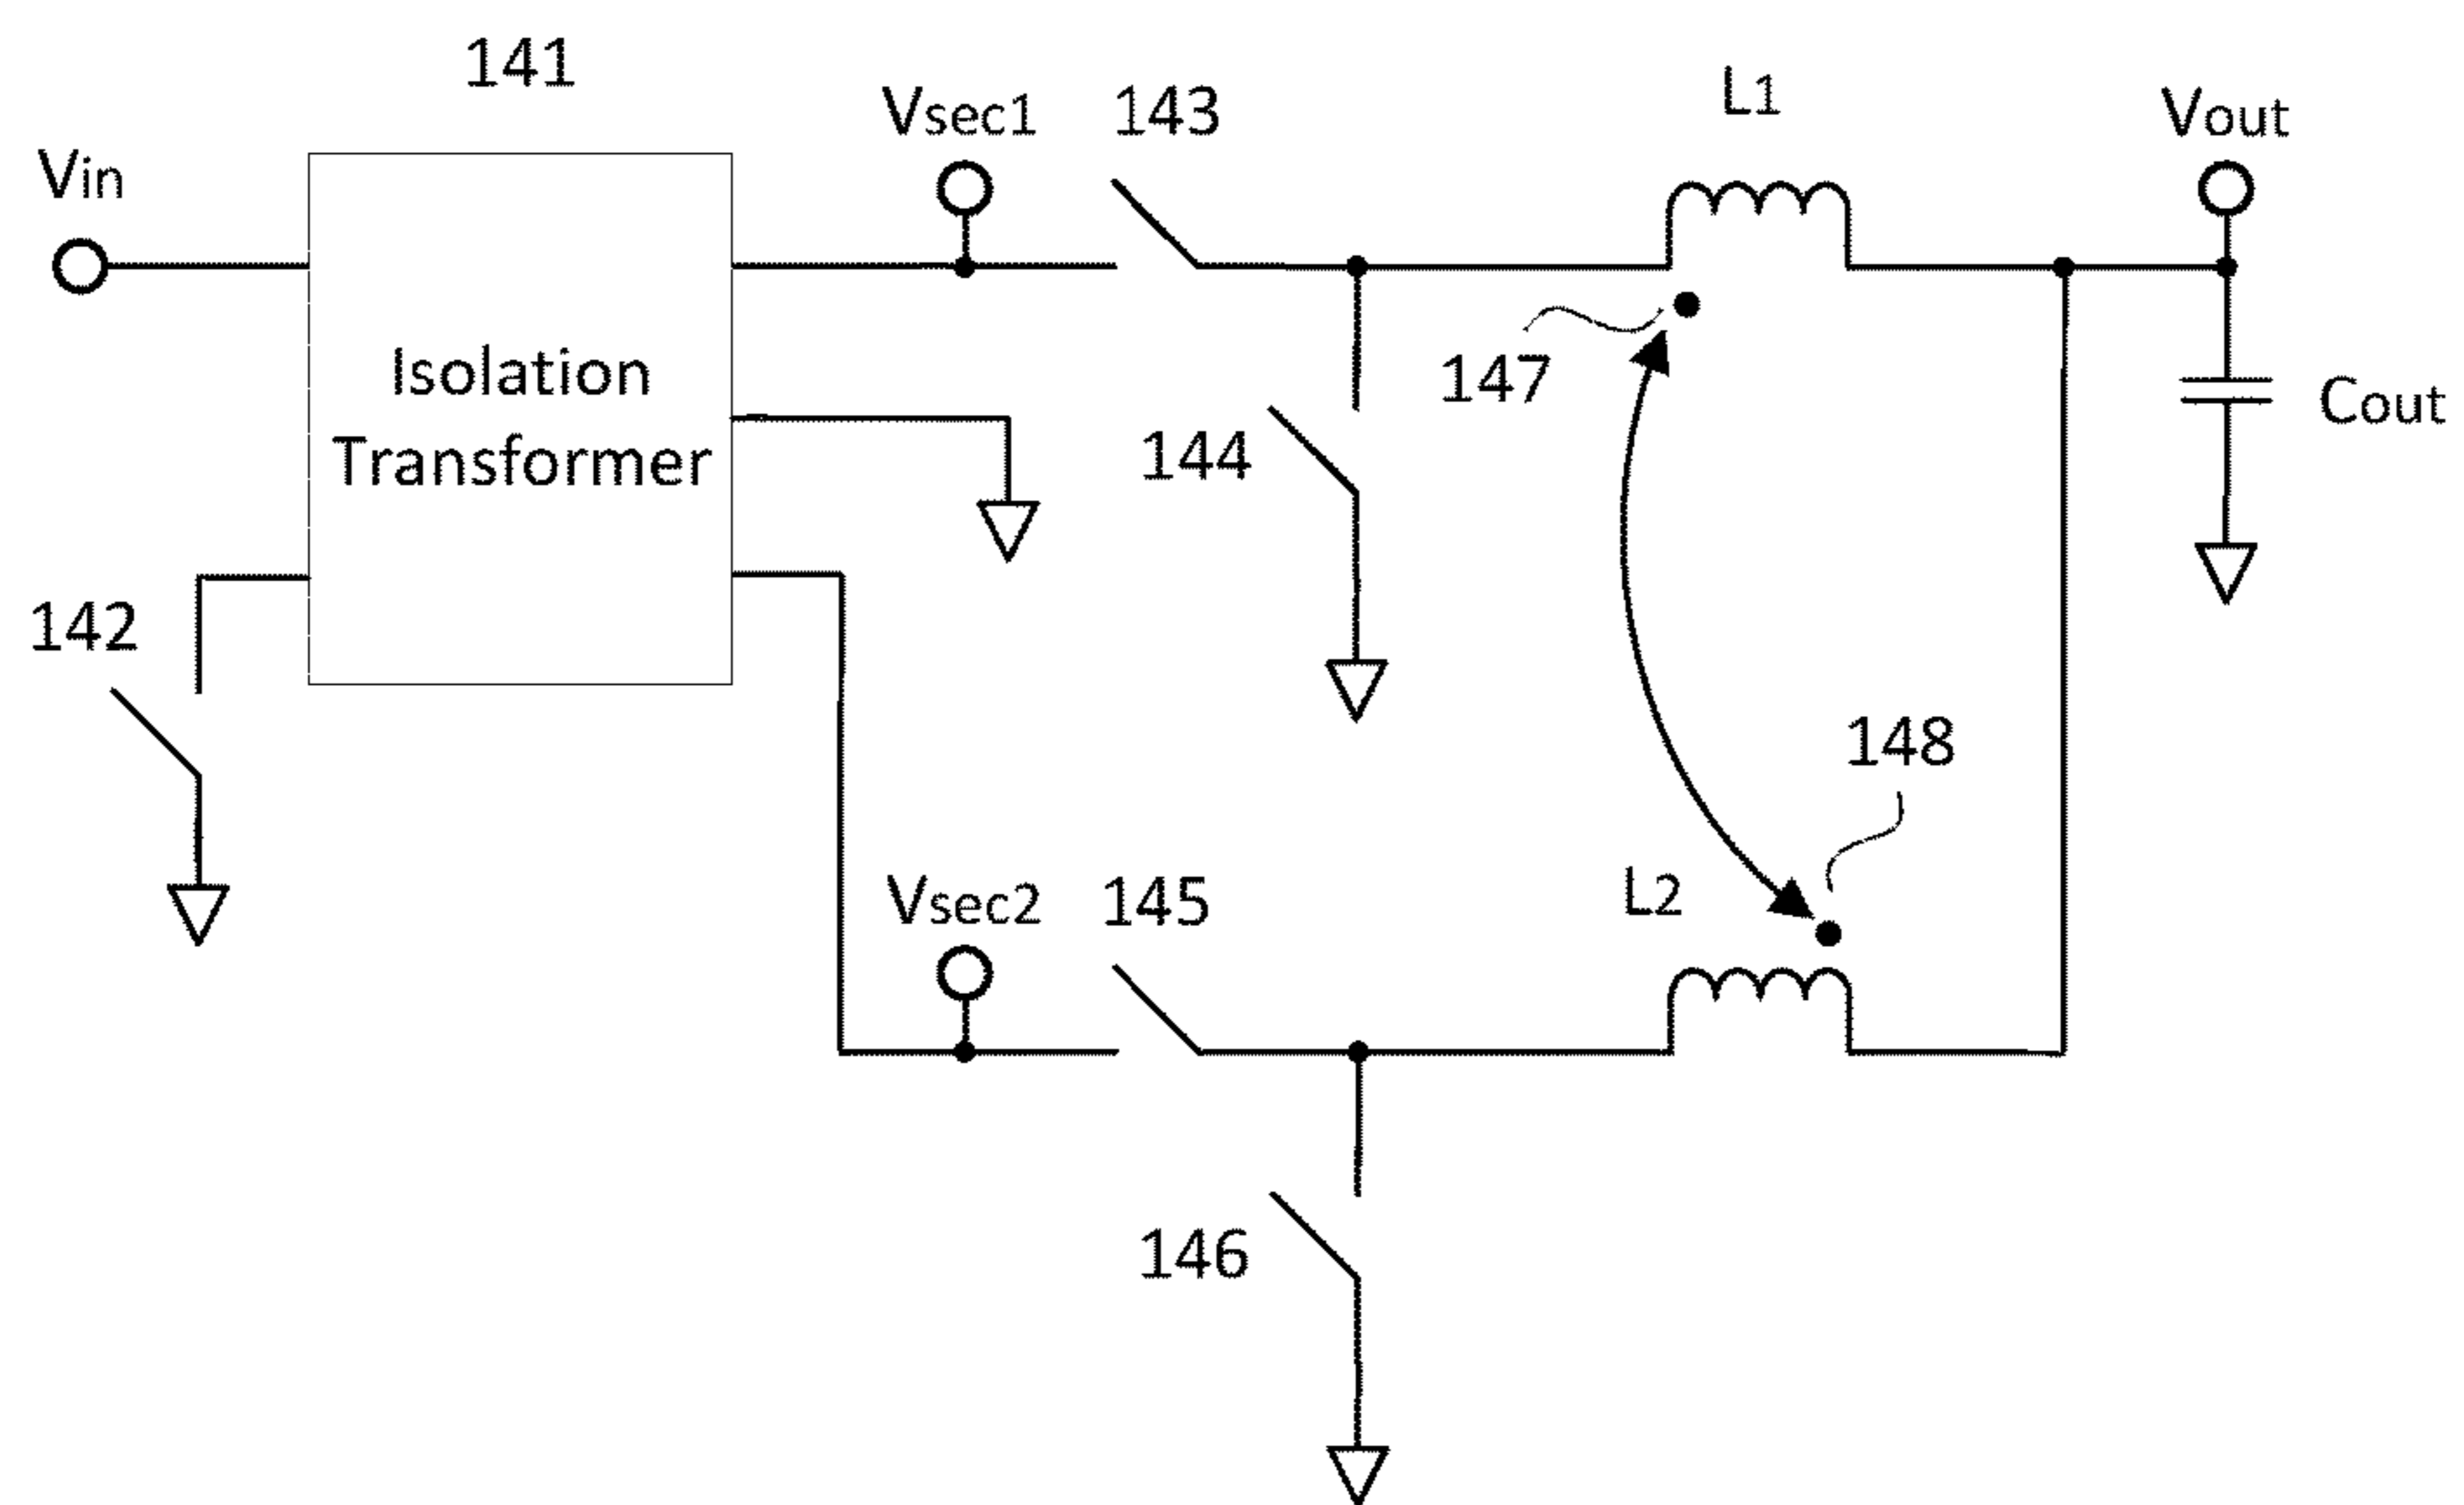 141
Vin
Vsec1
143
L1
Vout
Isolation
Transformer
147
144
Cout
142
148
Vsec2
145
L2
146